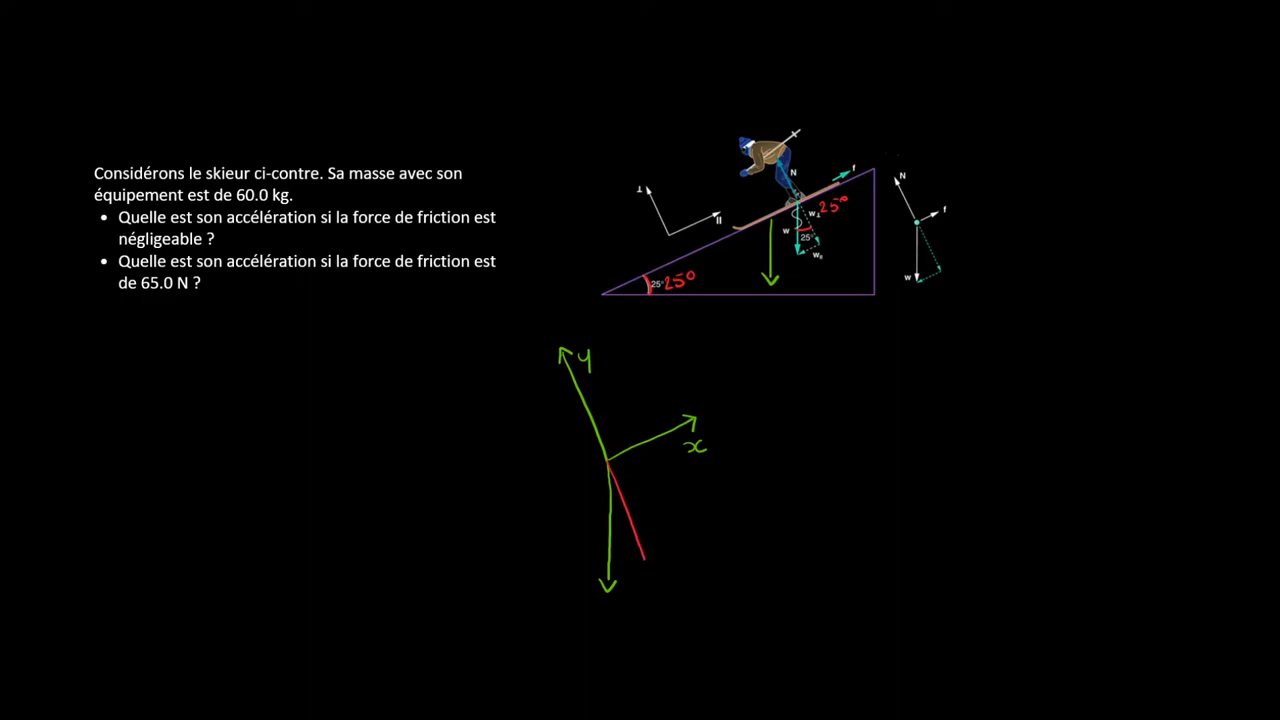 Considérons le skieur ci-contre. Sa masse avec son
équipement est de 60.0 kg.
• Quelle est son accélération si la force de friction est
négligeable ?
• Quelle est son accélération si la force de friction est
de 65.0 N ?
⊥
||
N
f
25°
w⊥
w
25°
w||
25°
25°
N
f
w
y
x